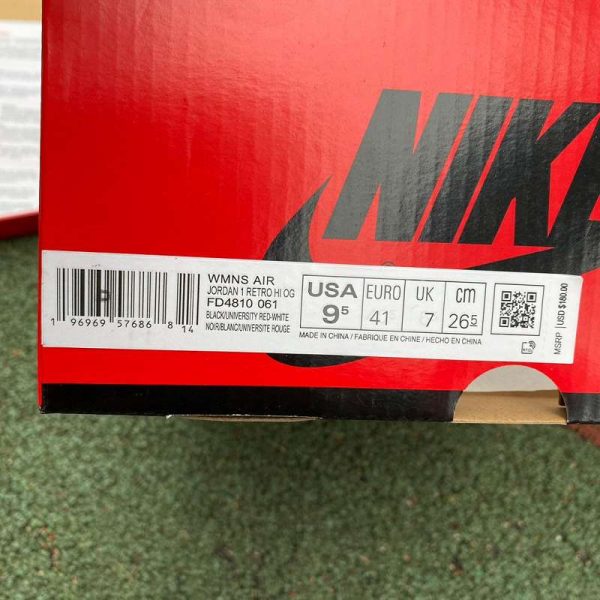 NIKE
WMNS AIR
JORDAN 1 RETRO HI OG
FD4810 061
BLACK/UNIVERSITY RED-WHITE
NOIR/BLANC/UNIVERSITE ROUGE
P
1 96969 57686 8 14
USA
9⁵
EURO
41
UK
7
cm
26⁵
MADE IN CHINA / FABRIQUE EN CHINE / HECHO EN CHINA
MSRP USD $180.00